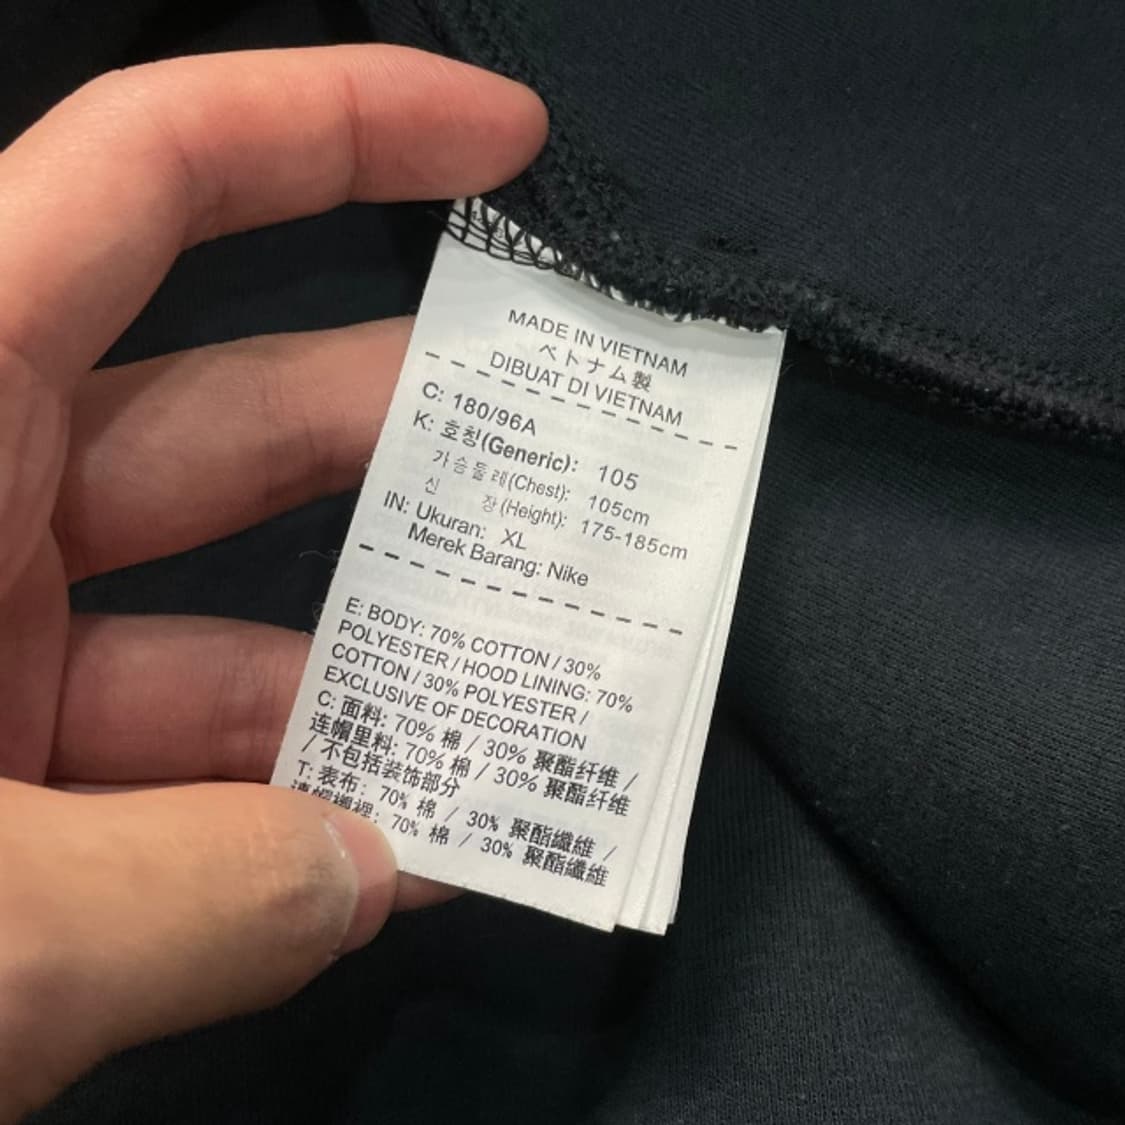 MADE IN VIETNAM
ベトナム製
DIBUAT DI VIETNAM
C: 180/96A
K: 호칭(Generic): 105
가슴둘레(Chest): 105cm
신 장(Height): 175-185cm
IN: Ukuran: XL
Merek Barang: Nike
E: BODY: 70% COTTON / 30%
POLYESTER / HOOD LINING: 70%
COTTON / 30% POLYESTER /
EXCLUSIVE OF DECORATION
C: 面料: 70% 棉 / 30% 聚酯纤维 /
连帽里料: 70% 棉 / 30% 聚酯纤维
/ 不包括装饰部分
T: 表布: 70% 棉 / 30% 聚酯纖維 /
連帽襯裡: 70% 棉 / 30% 聚酯纖維